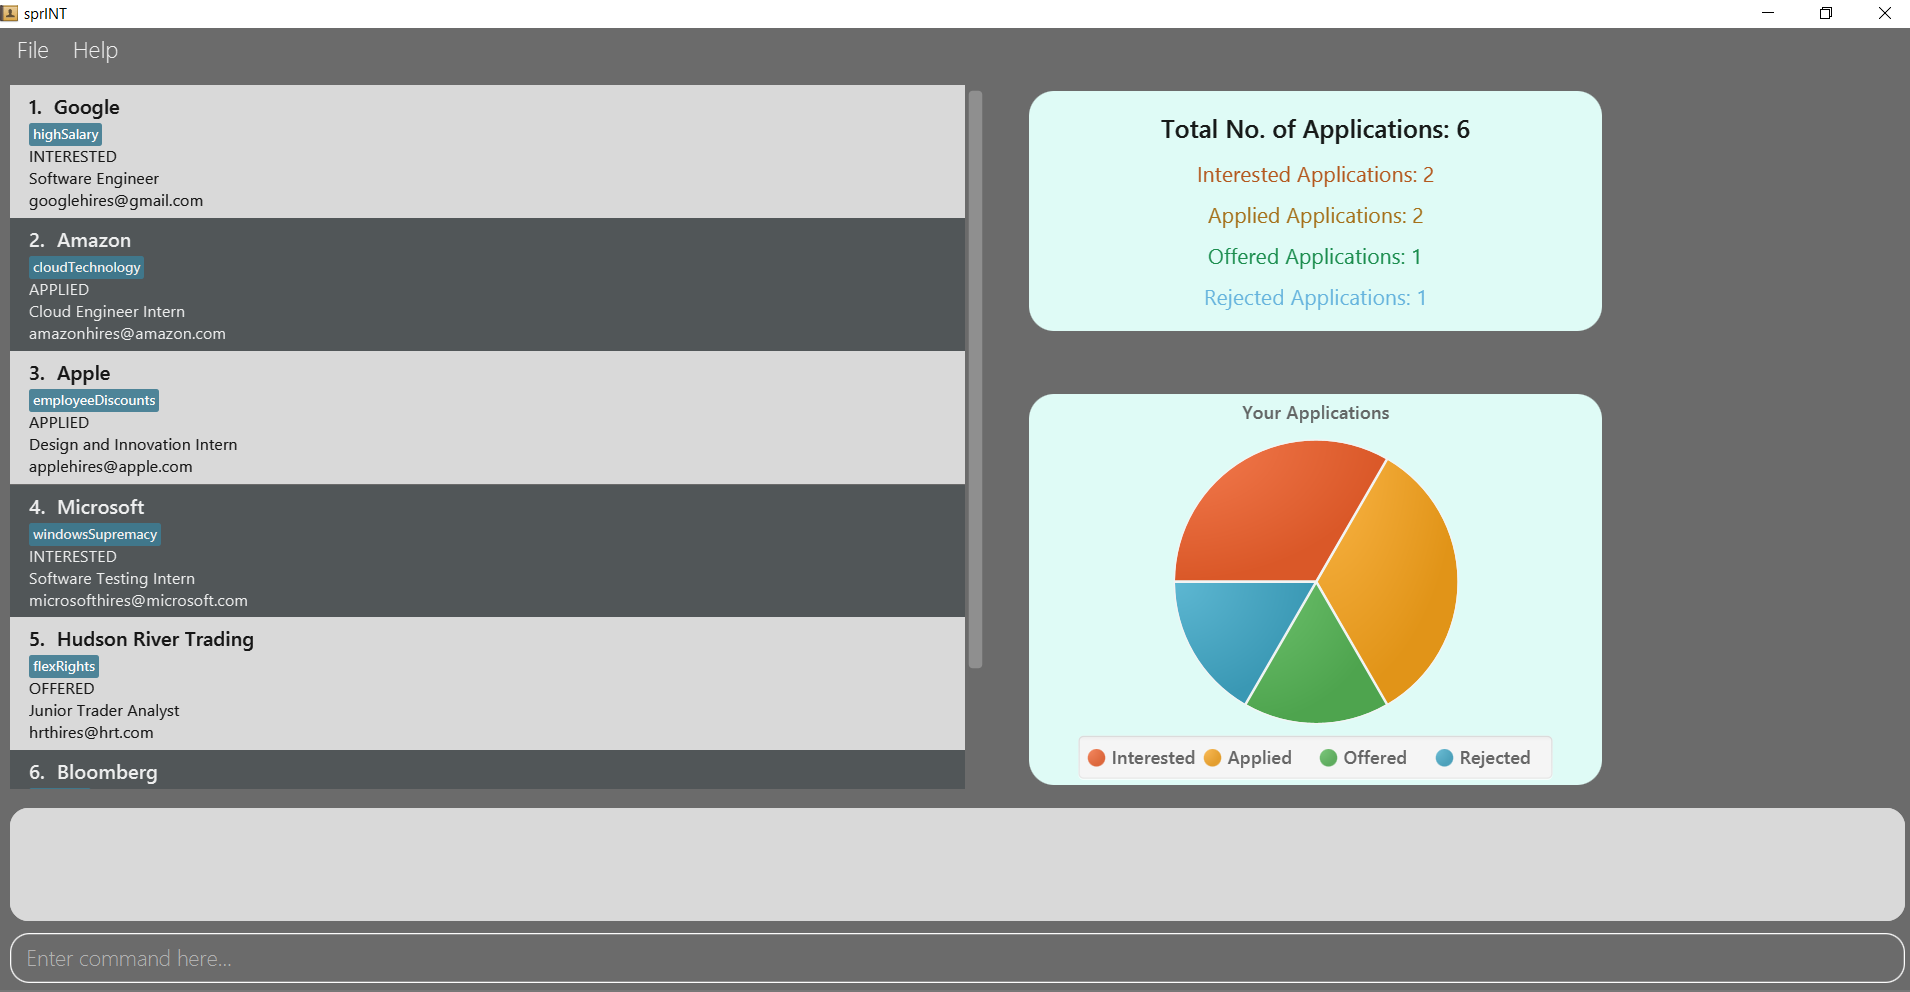 sprINT
File Help
1. Google
highSalary
INTERESTED
Software Engineer
googlehires@gmail.com
2. Amazon
cloudTechnology
APPLIED
Cloud Engineer Intern
amazonhires@amazon.com
3. Apple
employeeDiscounts
APPLIED
Design and Innovation Intern
applehires@apple.com
4. Microsoft
windowsSupremacy
INTERESTED
Software Testing Intern
microsofthires@microsoft.com
5. Hudson River Trading
flexRights
OFFERED
Junior Trader Analyst
hrthires@hrt.com
6. Bloomberg
Total No. of Applications: 6
Interested Applications: 2
Applied Applications: 2
Offered Applications: 1
Rejected Applications: 1
Your Applications
Interested Applied Offered Rejected
Enter command here...